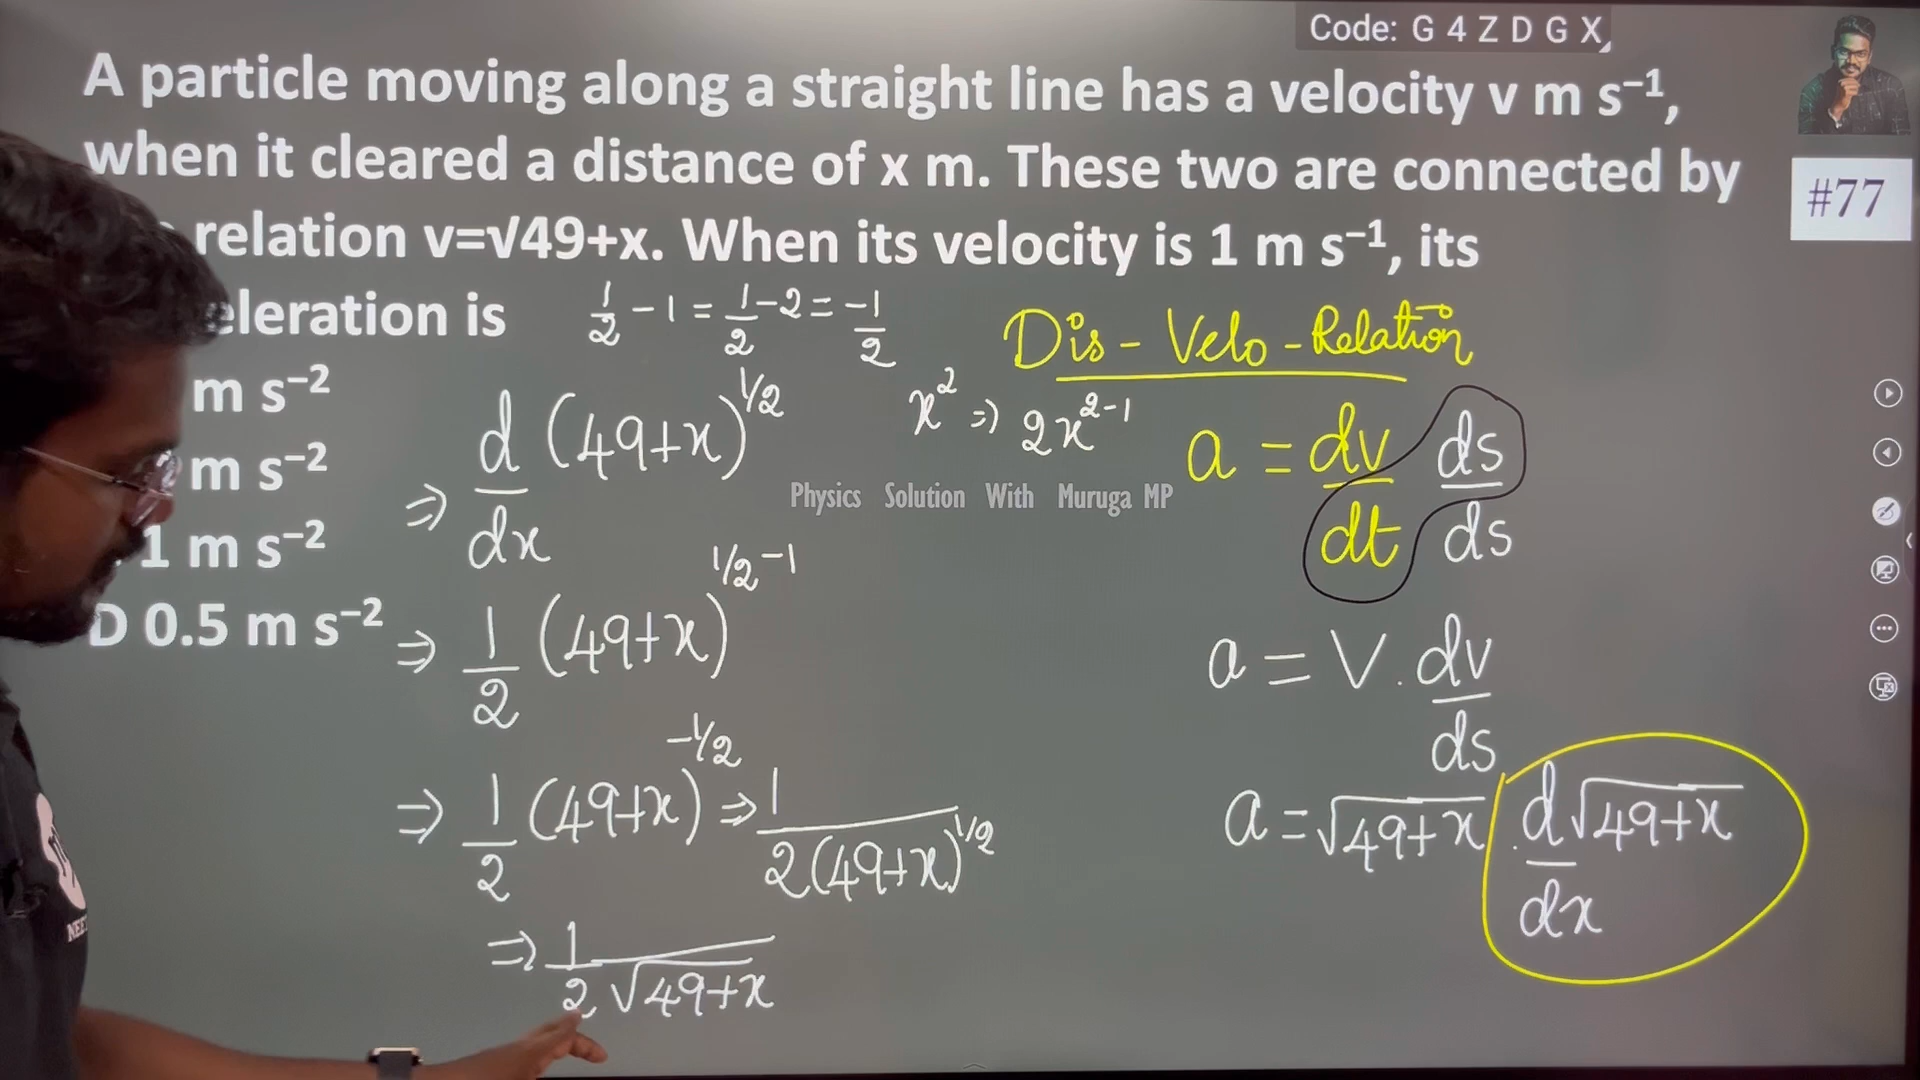 Code: G 4 Z D G X
A particle moving along a straight line has a velocity v m s⁻¹,
when it cleared a distance of x m. These two are connected by
relation v=√49+x. When its velocity is 1 m s⁻¹, its
eleration is
m s⁻²
m s⁻²
1 m s⁻²
D 0.5 m s⁻²
#77
1/2 - 1 = 1-2/2 = -1/2
x² => 2x²⁻¹
=> d/dx (49+x)^1/2
=> 1/2 (49+x)^1/2-1
=> 1/2 (49+x)^-1/2 => 1/2(49+x)^1/2
=> 1/2√49+x
Physics Solution With Muruga MP
Dis - Velo - Relation
a = dv/dt ds/ds
a = V . dv/ds
a = √49+x . d/dx √49+x
NEE